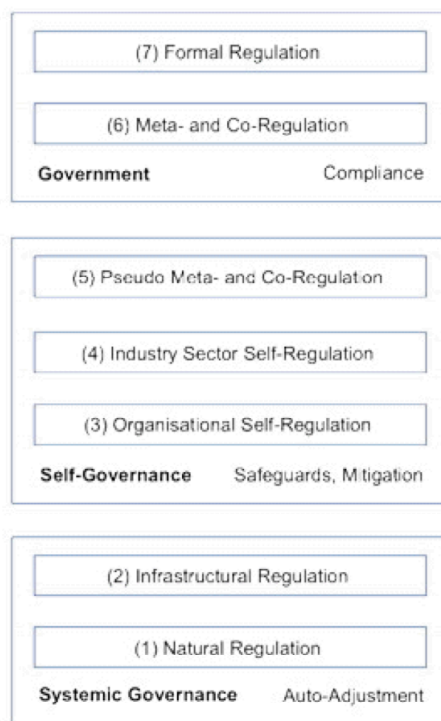 (7) Formal Regulation
(6) Meta- and Co-Regulation
Government Compliance
(5) Pseudo Meta- and Co-Regulation
(4) Industry Sector Self-Regulation
(3) Organisational Self-Regulation
Self-Governance Safeguards, Mitigation
(2) Infrastructural Regulation
(1) Natural Regulation
Systemic Governance Auto-Adjustment